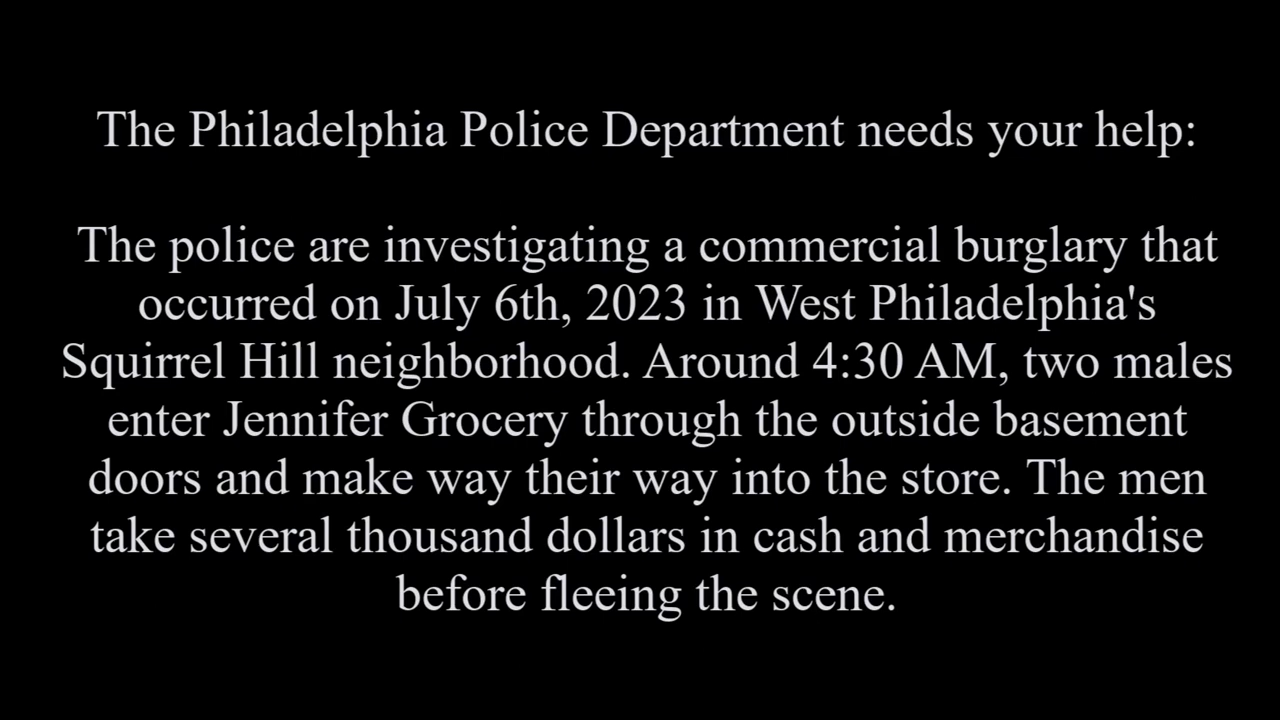 The Philadelphia Police Department needs your help:
The police are investigating a commercial burglary that
occurred on July 6th, 2023 in West Philadelphia's
Squirrel Hill neighborhood. Around 4:30 AM, two males
enter Jennifer Grocery through the outside basement
doors and make way their way into the store. The men
take several thousand dollars in cash and merchandise
before fleeing the scene.